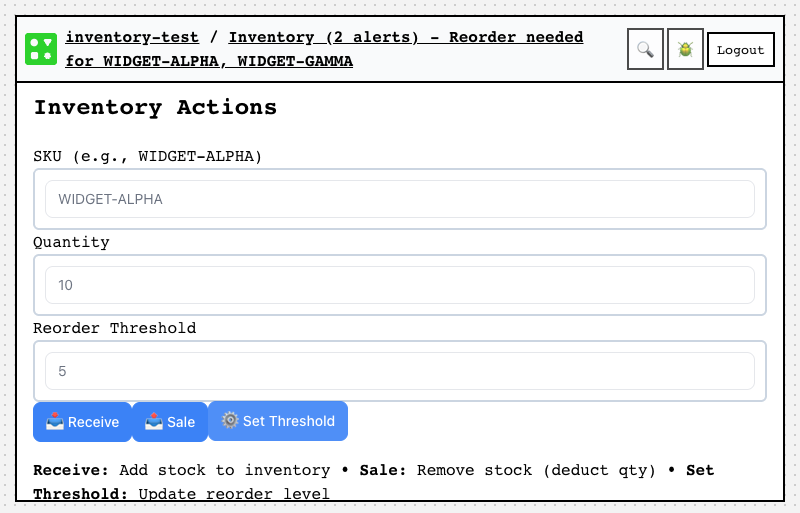 inventory-test / Inventory (2 alerts) - Reorder needed
for WIDGET-ALPHA, WIDGET-GAMMA
Logout
Inventory Actions
SKU (e.g., WIDGET-ALPHA)
WIDGET-ALPHA
Quantity
10
Reorder Threshold
5
Receive Sale Set Threshold
Receive: Add stock to inventory • Sale: Remove stock (deduct qty) • Set
Threshold: Update reorder level